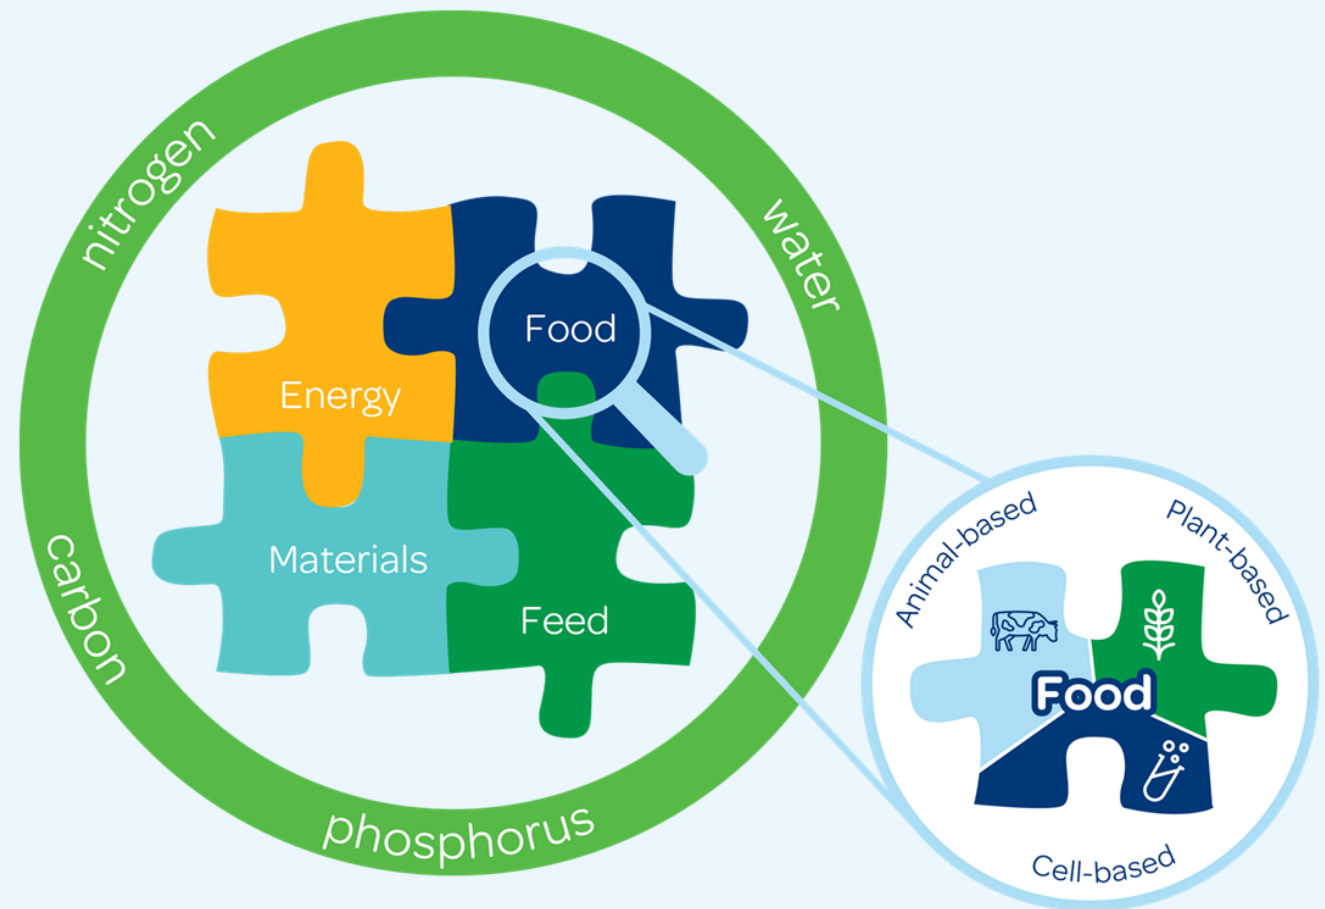 nitrogen
water
Food
Energy
Materials
Feed
carbon
phosphorus
Animal-based
Plant-based
Food
Cell-based